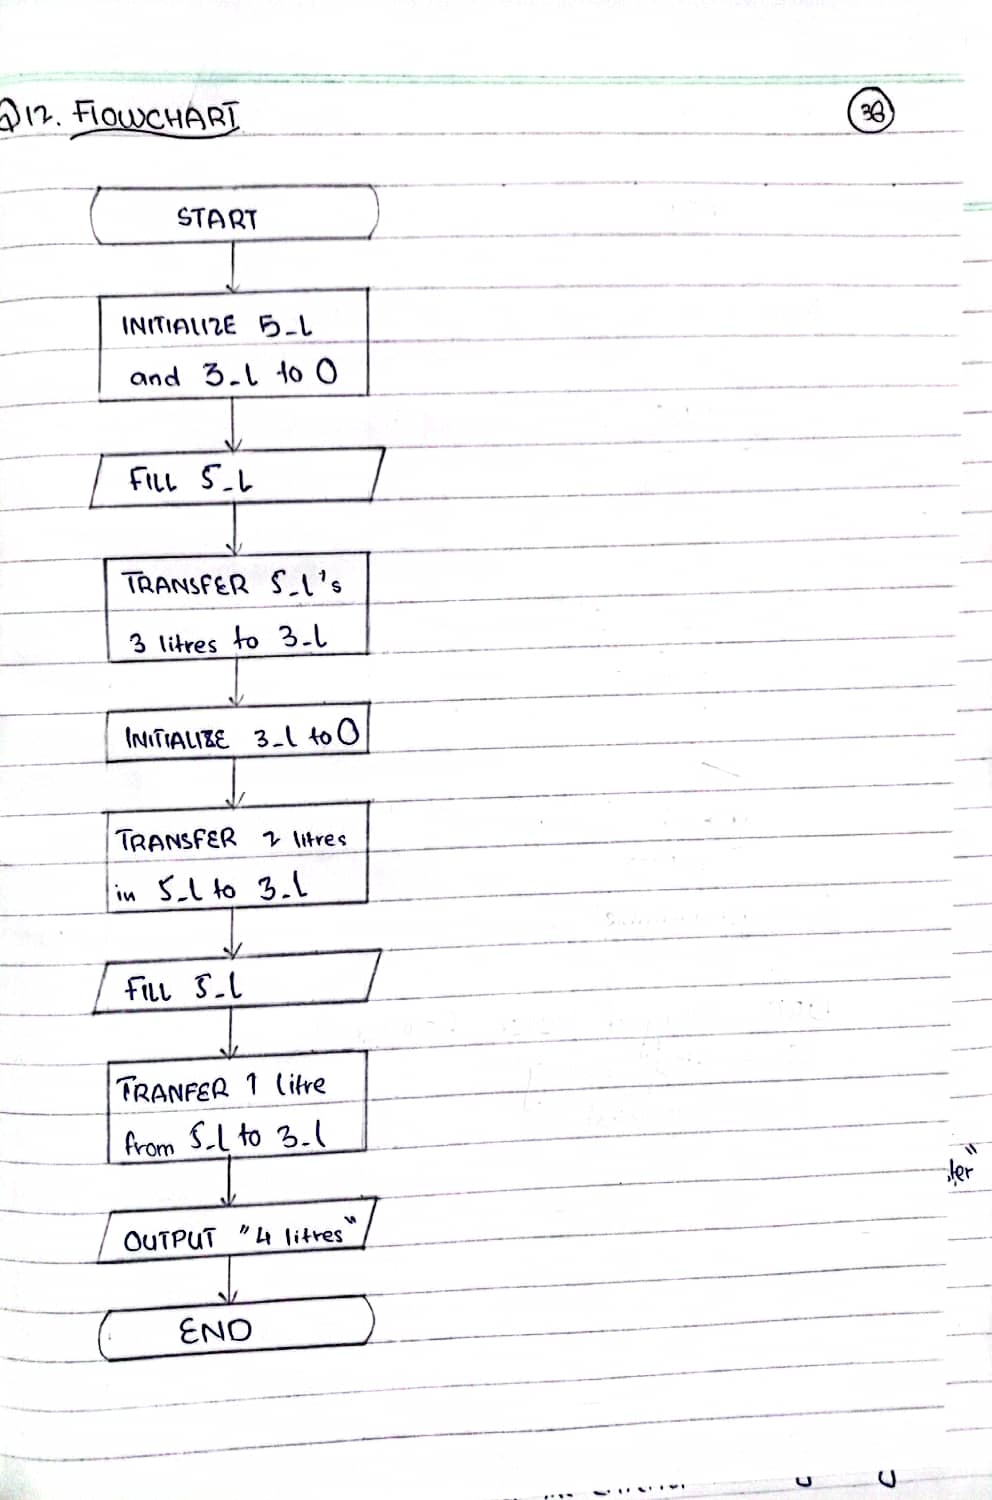 Q12. FLOWCHART
36
START
INITIALIZE 5_L
and 3_L to 0
FILL 5_L
TRANSFER 5_L's
3 litres to 3_L
INITIALIZE 3_L to 0
TRANSFER 2 litres
in 5_L to 3_L
FILL 5_L
TRANFER 1 litre
from 5_L to 3_L
ter"
OUTPUT "4 litres"
END